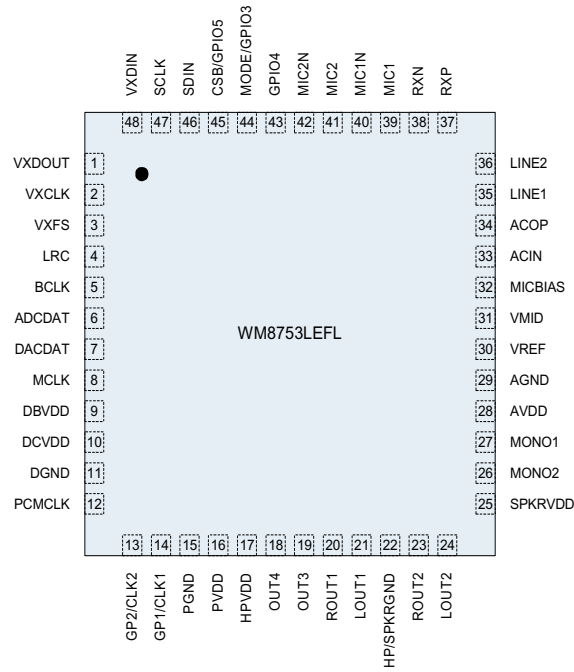 VXDIN
SCLK
SDIN
CSB/GPIO5
MODE/GPIO3
GPIO4
MIC2N
MIC2
MIC1N
MIC1
RXN
RXP
48 47 46 45 44 43 42 41 40 39 38 37
VXDOUT 1 36 LINE2
VXCLK 2 35 LINE1
VXFS 3 34 ACOP
LRC 4 33 ACIN
BCLK 5 32 MICBIAS
ADCDAT 6 31 VMID
WM8753LEFL
DACDAT 7 30 VREF
MCLK 8 29 AGND
DBVDD 9 28 AVDD
DCVDD 10 27 MONO1
DGND 11 26 MONO2
PCMCLK 12 25 SPKRVDD
13 14 15 16 17 18 19 20 21 22 23 24
GP2/CLK2
GP1/CLK1
PGND
PVDD
HPVDD
OUT4
OUT3
ROUT1
LOUT1
HP/SPKRGND
ROUT2
LOUT2